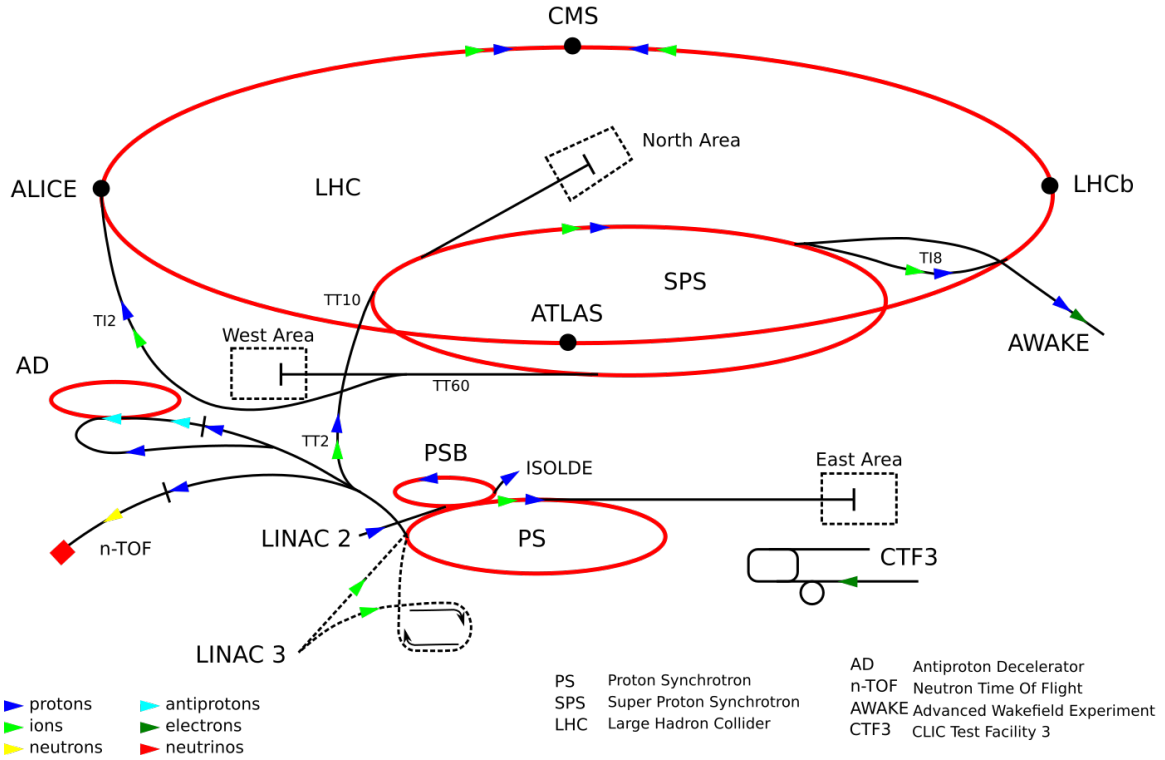 CMS
North Area
ALICE
LHC
LHCb
TI8
SPS
TT10
ATLAS
TI2
West Area
AWAKE
AD
TT60
TT2
PSB
ISOLDE
East Area
LINAC 2
PS
n-TOF
CTF3
LINAC 3
protons
ions
neutrons
antiprotons
electrons
neutrinos
PS Proton Synchrotron
SPS Super Proton Synchrotron
LHC Large Hadron Collider
AD Antiproton Decelerator
n-TOF Neutron Time Of Flight
AWAKE Advanced Wakefield Experiment
CTF3 CLIC Test Facility 3